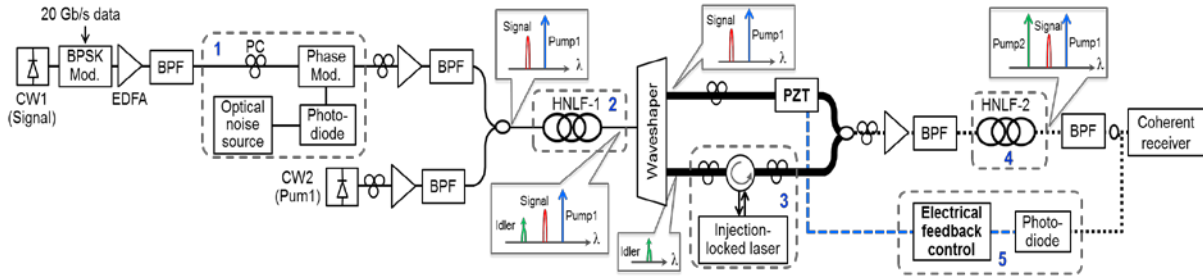 20 Gb/s data
BPSK
Mod.
EDFA
BPF
CW1
(Signal)
1
PC
Phase
Mod.
Optical
noise
source
Photo-
diode
BPF
CW2
(Pum1)
BPF
Signal
Pump1
λ
HNLF-1
2
Signal
Idler
Pump1
λ
Waveshaper
Signal
Pump1
λ
PZT
Idler
λ
3
Injection-
locked laser
BPF
Signal
Pump2
Pump1
λ
HNLF-2
4
BPF
Coherent
receiver
Electrical
feedback
control
Photo-
diode
5